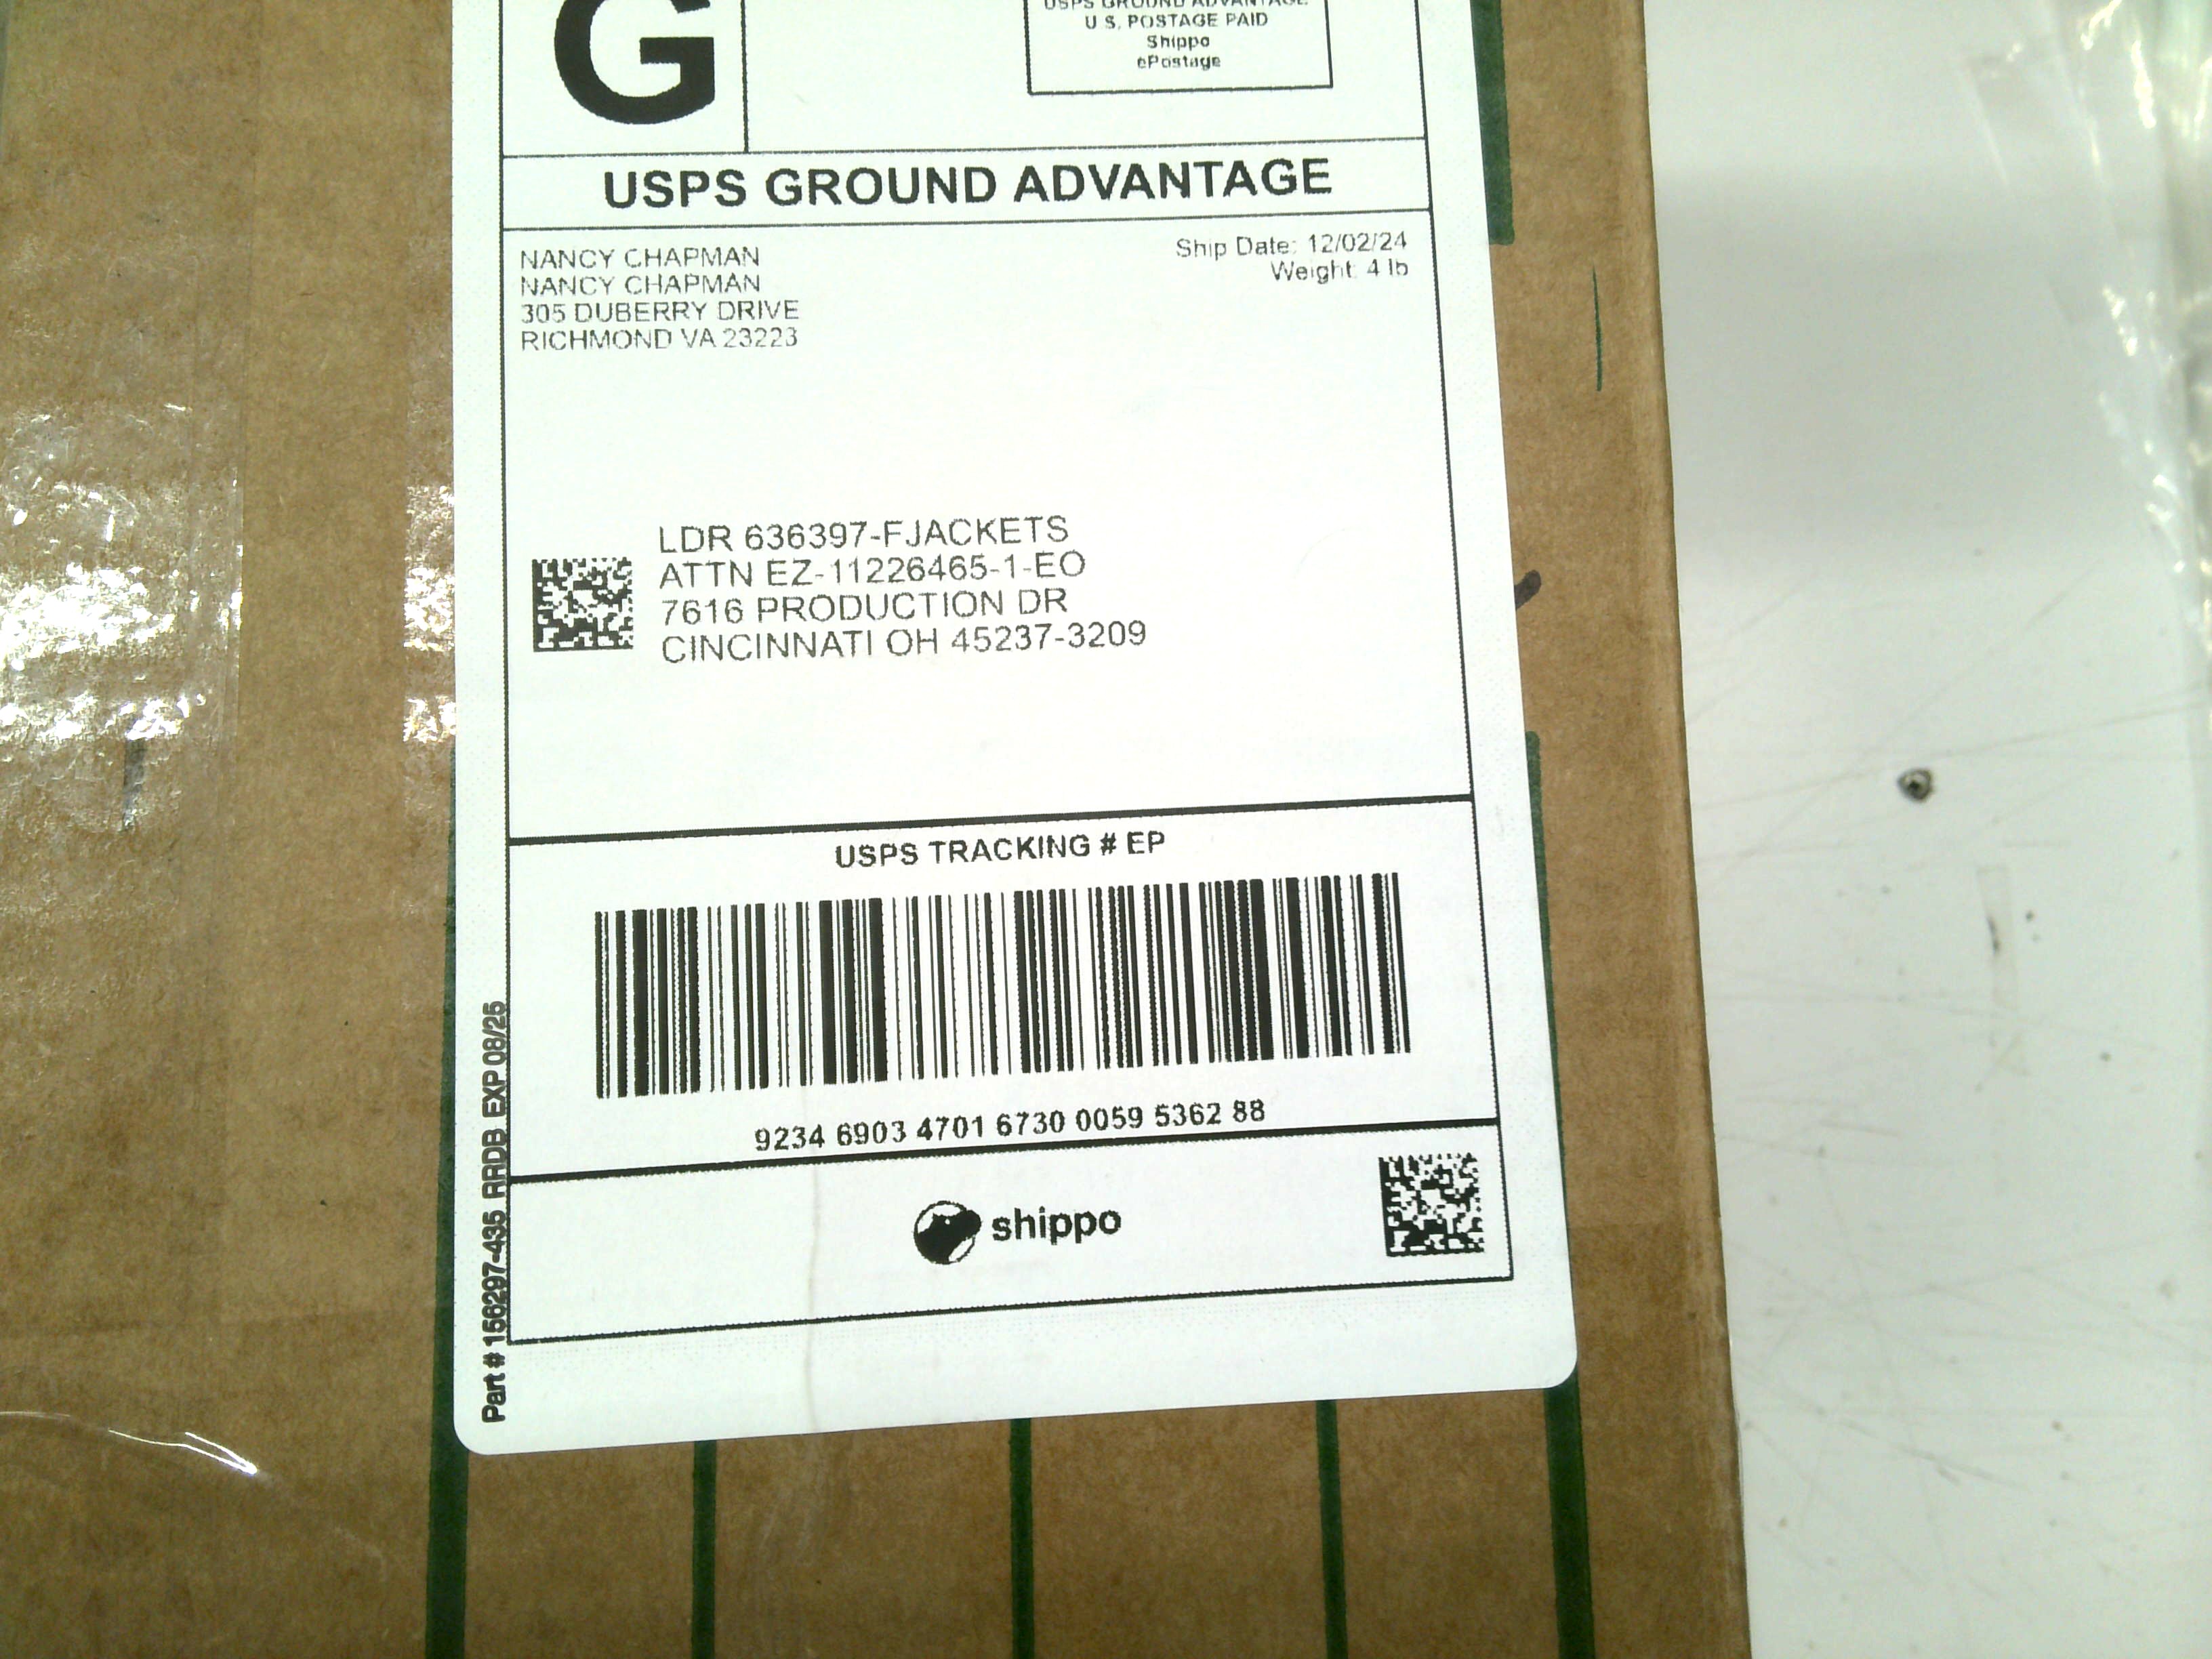 G
USPS GROUND ADVANTAGE
U.S. POSTAGE PAID
Shippo
ePostage
USPS GROUND ADVANTAGE
NANCY CHAPMAN
NANCY CHAPMAN
305 DUBERRY DRIVE
RICHMOND VA 23223
Ship Date: 12/02/24
Weight: 4 lb
LDR 636397-FJACKETS
ATTN EZ-11226465-1-EO
7616 PRODUCTION DR
CINCINNATI OH 45237-3209
USPS TRACKING # EP
9234 6903 4701 6730 0059 5362 88
shippo
Part # 156297-435 RRDB EXP 08/25